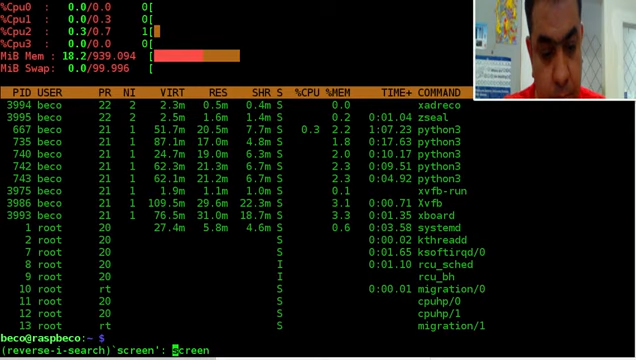 %Cpu0 : 0.0/0.0 0[
%Cpu1 : 0.0/0.3 0[
%Cpu2 : 0.3/0.7 1[
%Cpu3 : 0.0/0.0 0[
MiB Mem : 18.2/939.094 [
MiB Swap: 0.0/99.996 [
PID USER PR NI VIRT RES SHR S %CPU %MEM TIME+ COMMAND
3994 beco 22 2 2.3m 0.5m 0.4m S 0.0 xadreco
3995 beco 22 2 2.5m 1.6m 1.4m S 0.2 0:01.04 zseal
667 beco 21 1 51.7m 20.5m 7.7m S 0.3 2.2 1:07.23 python3
735 beco 21 1 87.1m 17.0m 4.8m S 1.8 0:17.63 python3
740 beco 21 1 24.7m 19.0m 6.3m S 2.0 0:10.17 python3
742 beco 21 1 62.3m 21.3m 6.7m S 2.3 0:09.51 python3
743 beco 21 1 62.1m 21.2m 6.7m S 2.3 0:04.92 python3
3975 beco 21 1 1.9m 1.1m 1.0m S 0.1 xvfb-run
3986 beco 21 1 109.5m 29.6m 22.3m S 3.1 0:00.71 Xvfb
3993 beco 21 1 76.5m 31.0m 18.7m S 3.3 0:01.35 xboard
1 root 20 27.4m 5.8m 4.6m S 0.6 0:03.58 systemd
2 root 20 S 0:00.02 kthreadd
7 root 20 S 0:01.65 ksoftirqd/0
8 root 20 I 0:01.10 rcu_sched
9 root 20 I rcu_bh
10 root rt S 0:00.01 migration/0
11 root 20 S cpuhp/0
12 root 20 S cpuhp/1
13 root rt S migration/1
beco@raspbeco:~ $
(reverse-i-search)`screen': screen